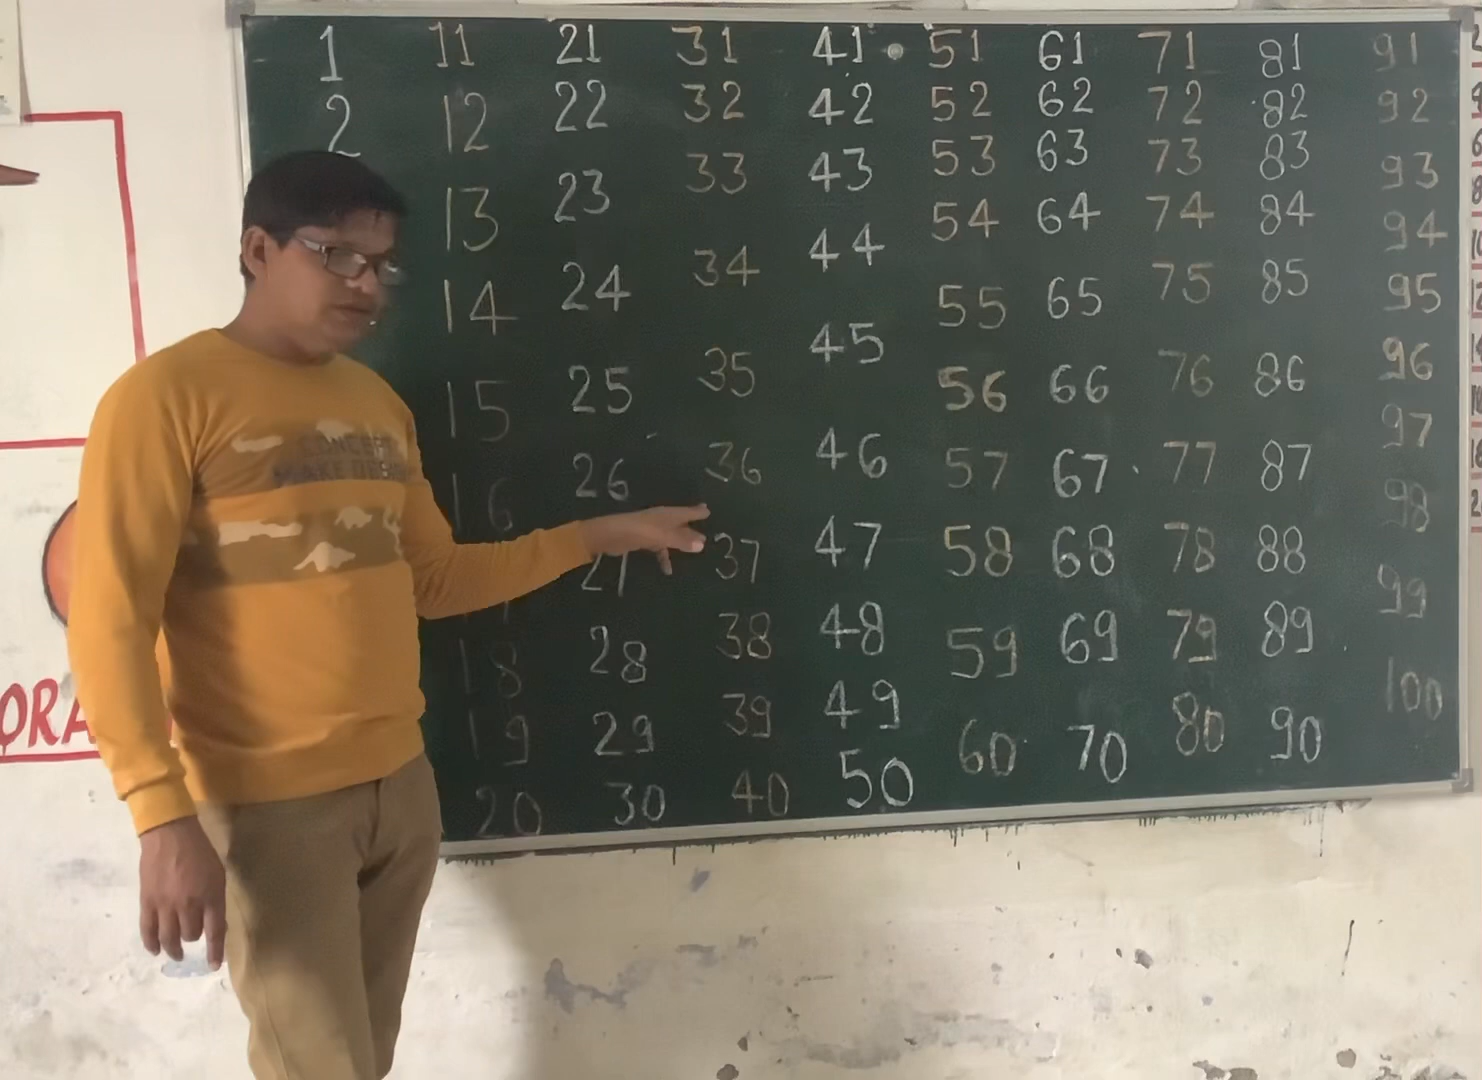 1 11 21 31 41 51 61 71 81 91
2 12 22 32 42 52 62 72 82 92
13 23 33 43 53 63 73 83 93
14 24 34 44 54 64 74 84 94
15 25 35 45 55 65 75 85 95
16 26 36 46 56 66 76 86 96
27 37 47 57 67 77 87 97
18 28 38 48 58 68 78 88 98
19 29 39 49 59 69 79 89 99
20 30 40 50 60 70 80 90 100
CONCEPT
MAKE
ORA